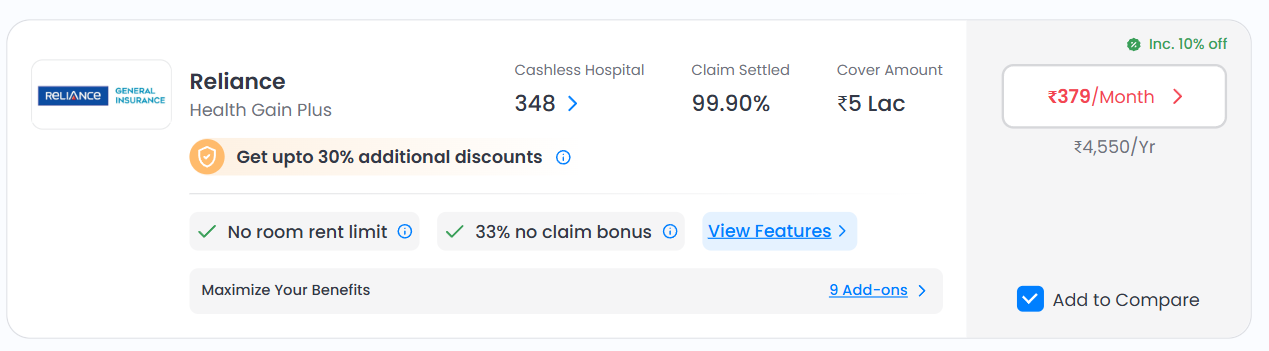 Inc. 10% off
RELIANCE GENERAL INSURANCE
Reliance
Health Gain Plus
Cashless Hospital
348
Claim Settled
99.90%
Cover Amount
₹5 Lac
₹379/Month
₹4,550/Yr
Get upto 30% additional discounts
No room rent limit
33% no claim bonus
View Features
Maximize Your Benefits
9 Add-ons
Add to Compare